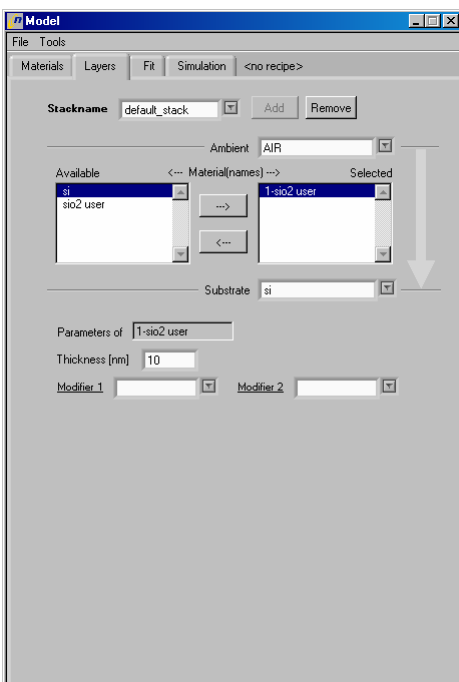 n Model
File Tools
Materials Layers Fit Simulation <no recipe>
Stackname default_stack Add Remove
Ambient AIR
Available <--- Material(names) ---> Selected
si
sio2 user
1-sio2 user
--->
<---
Substrate si
Parameters of 1-sio2 user
Thickness [nm] 10
Modifier 1 Modifier 2